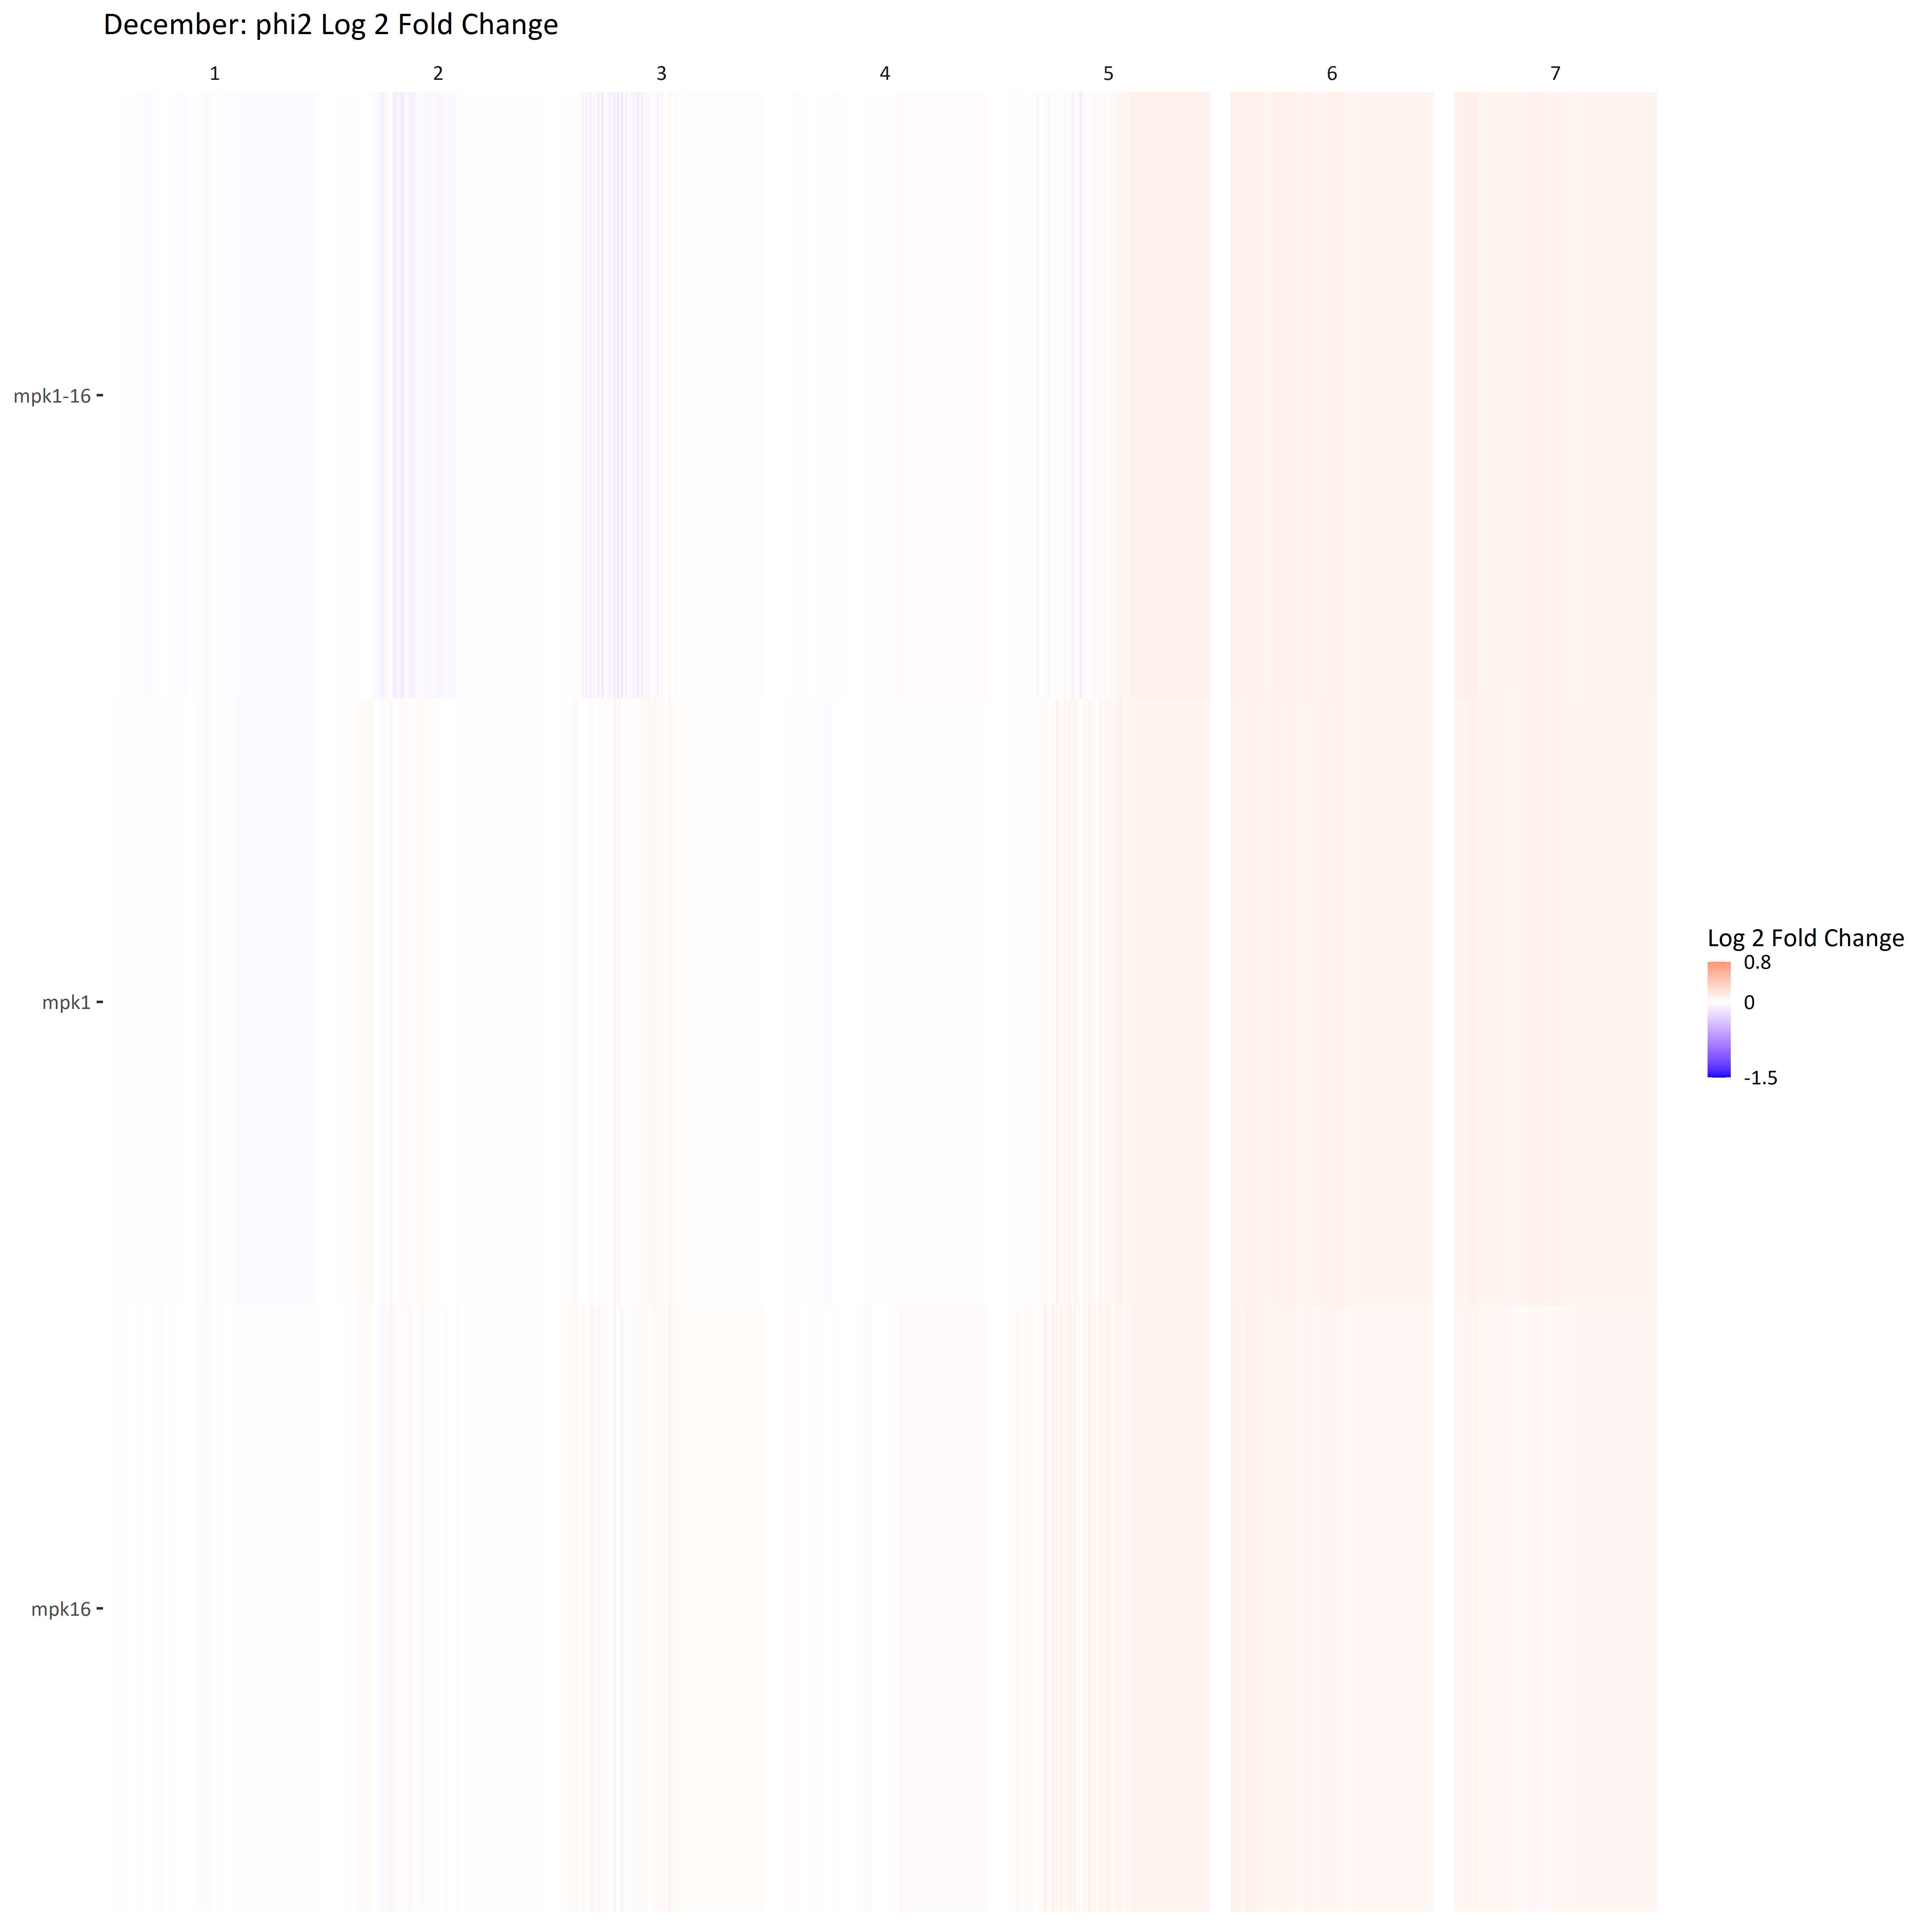 December: phi2 Log 2 Fold Change
1 2 3 4 5 6 7
mpk1-16
mpk1
mpk16
Log 2 Fold Change
0.8
0
-1.5